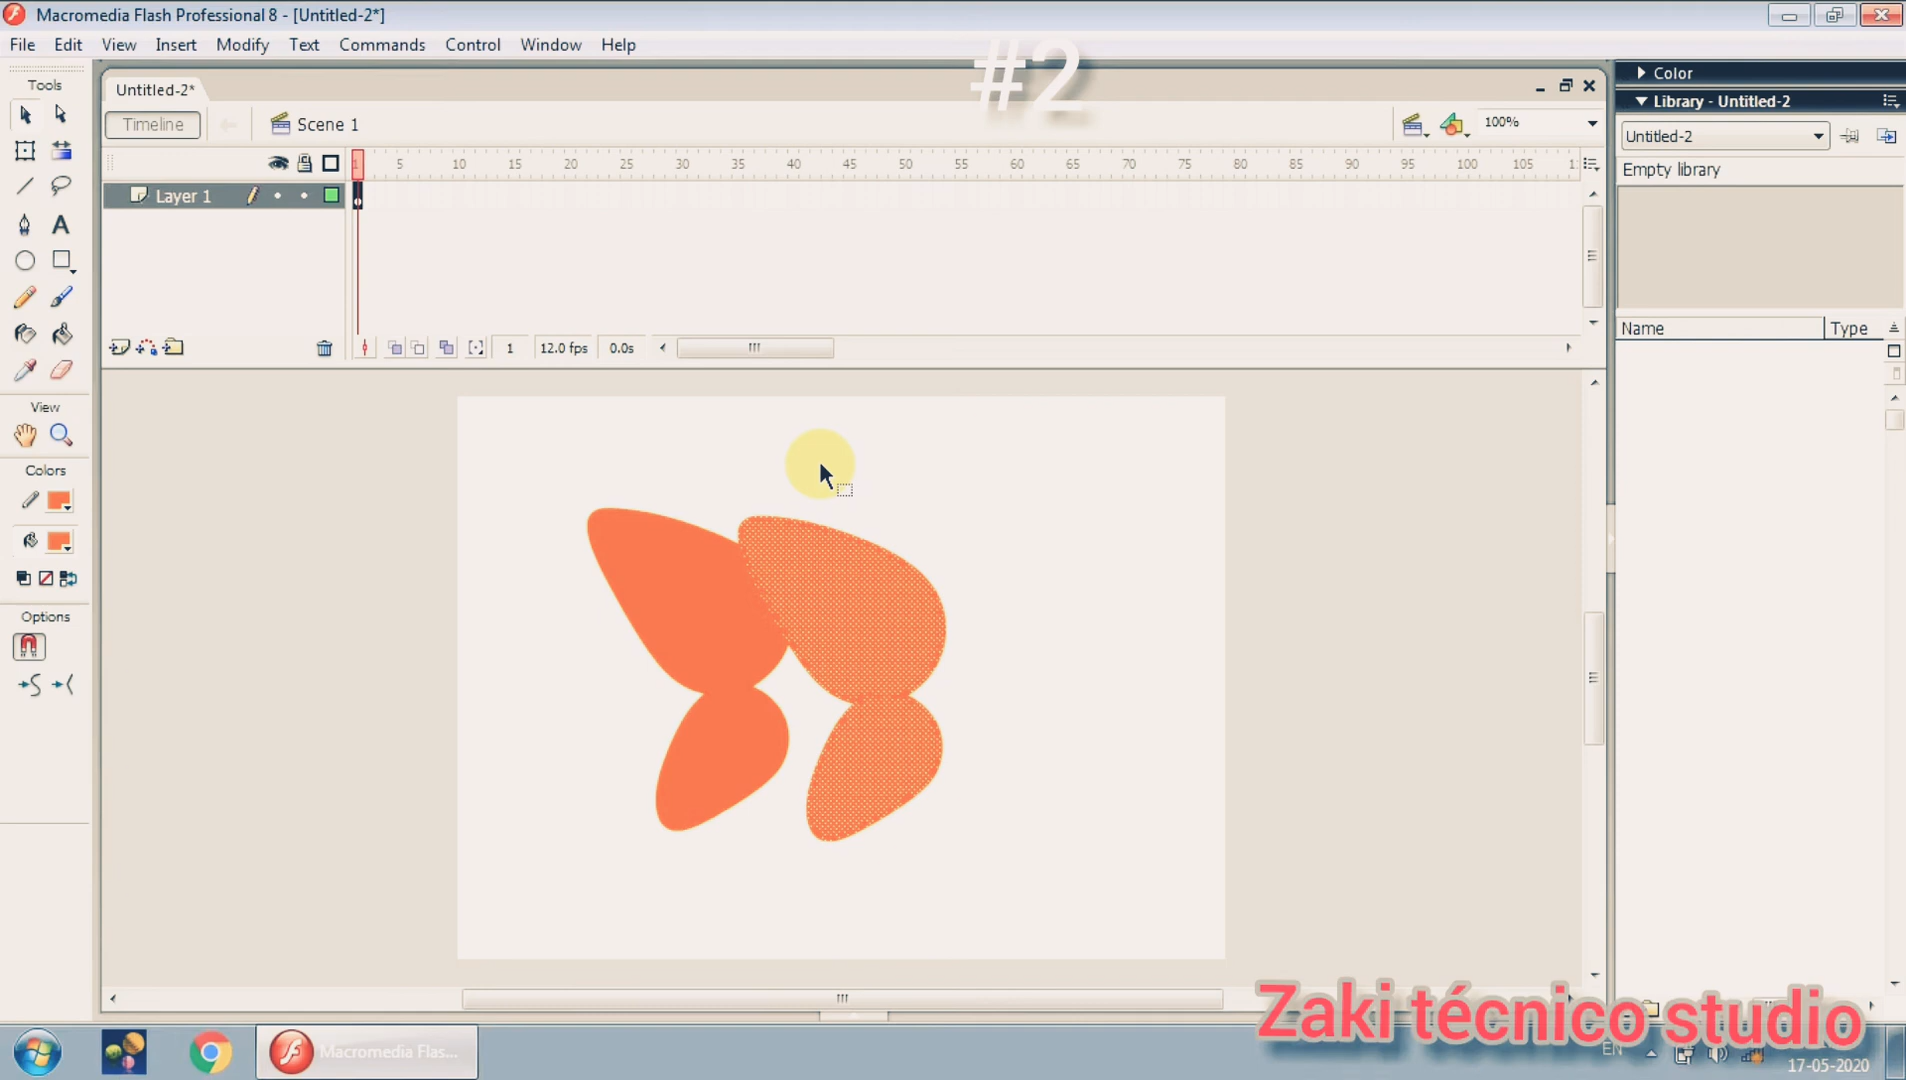 Macromedia Flash Professional 8 - [Untitled-2*]
File Edit View Insert Modify Text Commands Control Window Help
#2
Tools
Untitled-2*
Timeline
Scene 1
100%
Color
Library - Untitled-2
Untitled-2
Empty library
1 5 10 15 20 25 30 35 40 45 50 55 60 65 70 75 80 85 90 95 100 105
Layer 1
Name Type
1 12.0 fps 0.0s
View
Colors
Options
Zaki técnico studio
Macromedia Flas...
EN
17-05-2020